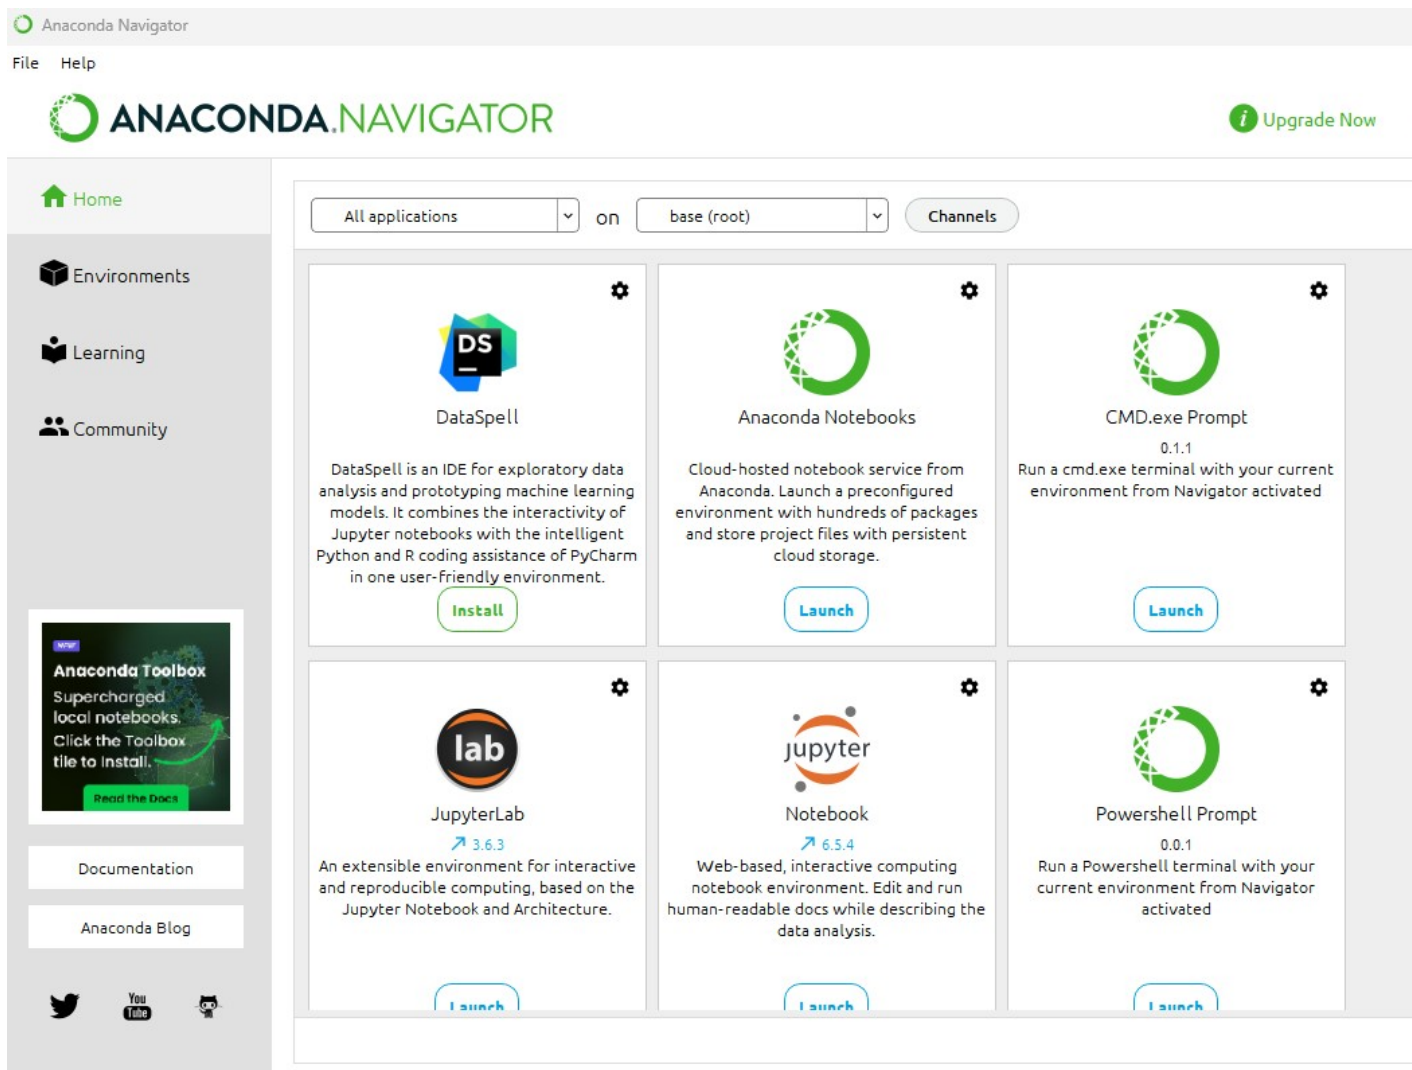 Anaconda Navigator
File Help
ANACONDA.NAVIGATOR
i Upgrade Now
Home
Environments
Learning
Community
NEW
Anaconda Toolbox
Supercharged
local notebooks.
Click the Toolbox
tile to Install.
Read the Docs
Documentation
Anaconda Blog
You
Tube
All applications on base (root) Channels
DS
DataSpell
DataSpell is an IDE for exploratory data
analysis and prototyping machine learning
models. It combines the interactivity of
Jupyter notebooks with the intelligent
Python and R coding assistance of PyCharm
in one user-friendly environment.
Install
Anaconda Notebooks
Cloud-hosted notebook service from
Anaconda. Launch a preconfigured
environment with hundreds of packages
and store project files with persistent
cloud storage.
Launch
CMD.exe Prompt
0.1.1
Run a cmd.exe terminal with your current
environment from Navigator activated
Launch
lab
JupyterLab
3.6.3
An extensible environment for interactive
and reproducible computing, based on the
Jupyter Notebook and Architecture.
Launch
jupyter
Notebook
6.5.4
Web-based, interactive computing
notebook environment. Edit and run
human-readable docs while describing the
data analysis.
Launch
Powershell Prompt
0.0.1
Run a Powershell terminal with your
current environment from Navigator
activated
Launch